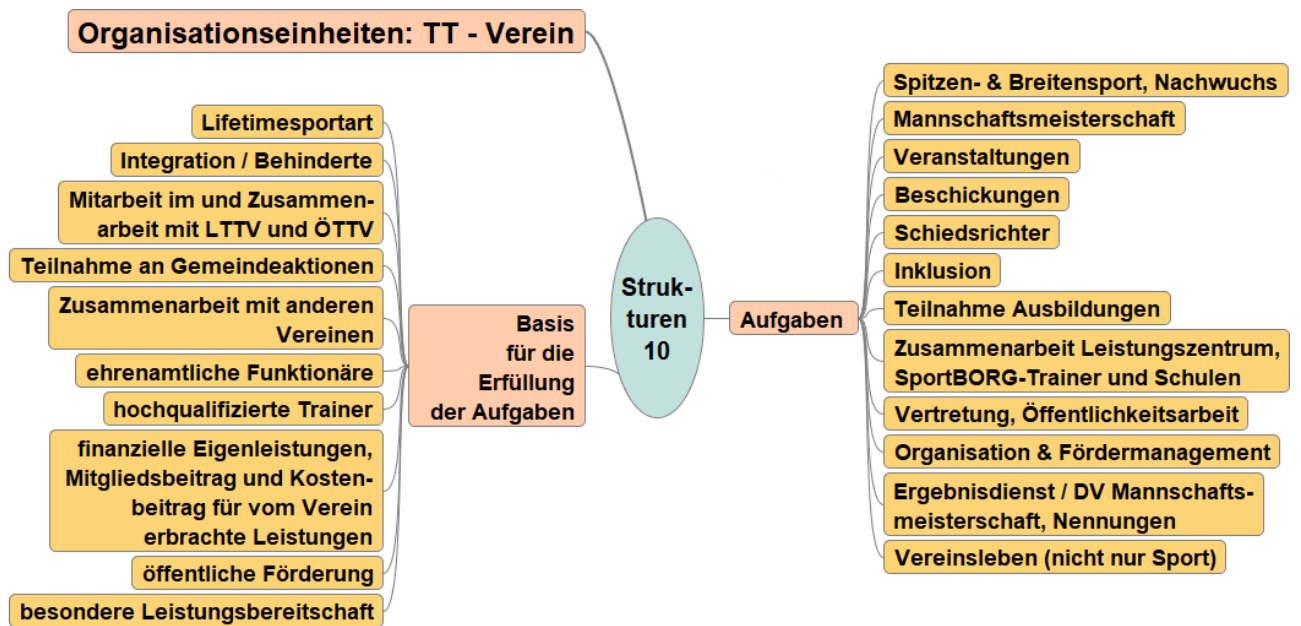 Organisationseinheiten: TT - Verein
Lifetimesportart
Integration / Behinderte
Mitarbeit im und Zusammen-
arbeit mit LTTV und ÖTTV
Teilnahme an Gemeindeaktionen
Zusammenarbeit mit anderen
Vereinen
ehrenamtliche Funktionäre
hochqualifizierte Trainer
finanzielle Eigenleistungen,
Mitgliedsbeitrag und Kosten-
beitrag für vom Verein
erbrachte Leistungen
öffentliche Förderung
besondere Leistungsbereitschaft
Basis
für die
Erfüllung
der Aufgaben
Struk-
turen
10
Aufgaben
Spitzen- & Breitensport, Nachwuchs
Mannschaftsmeisterschaft
Veranstaltungen
Beschickungen
Schiedsrichter
Inklusion
Teilnahme Ausbildungen
Zusammenarbeit Leistungszentrum,
SportBORG-Trainer und Schulen
Vertretung, Öffentlichkeitsarbeit
Organisation & Fördermanagement
Ergebnisdienst / DV Mannschafts-
meisterschaft, Nennungen
Vereinsleben (nicht nur Sport)